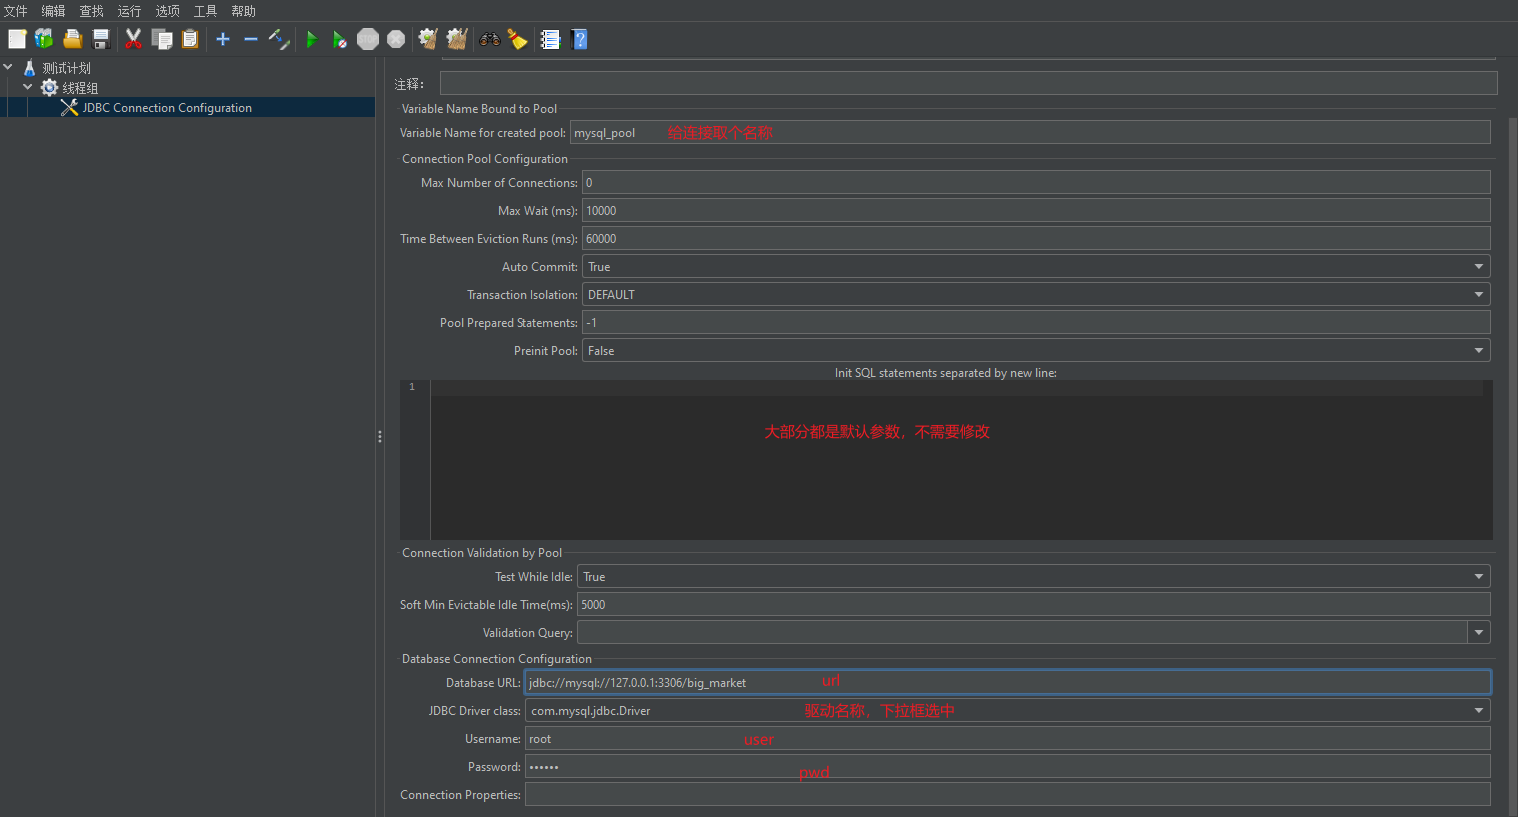 文件 编辑 查找 运行 选项 工具 帮助
测试计划
线程组
JDBC Connection Configuration
注释：
Variable Name Bound to Pool
Variable Name for created pool: mysql_pool 给连接取个名称
Connection Pool Configuration
Max Number of Connections: 0
Max Wait (ms): 10000
Time Between Eviction Runs (ms): 60000
Auto Commit: True
Transaction Isolation: DEFAULT
Pool Prepared Statements: -1
Preinit Pool: False
Init SQL statements separated by new line:
1
大部分都是默认参数，不需要修改
Connection Validation by Pool
Test While Idle: True
Soft Min Evictable Idle Time(ms): 5000
Validation Query:
Database Connection Configuration
Database URL: jdbc://mysql://127.0.0.1:3306/big_market url
JDBC Driver class: com.mysql.jdbc.Driver 驱动名称，下拉框选中
Username: root user
Password: •••••• pwd
Connection Properties: